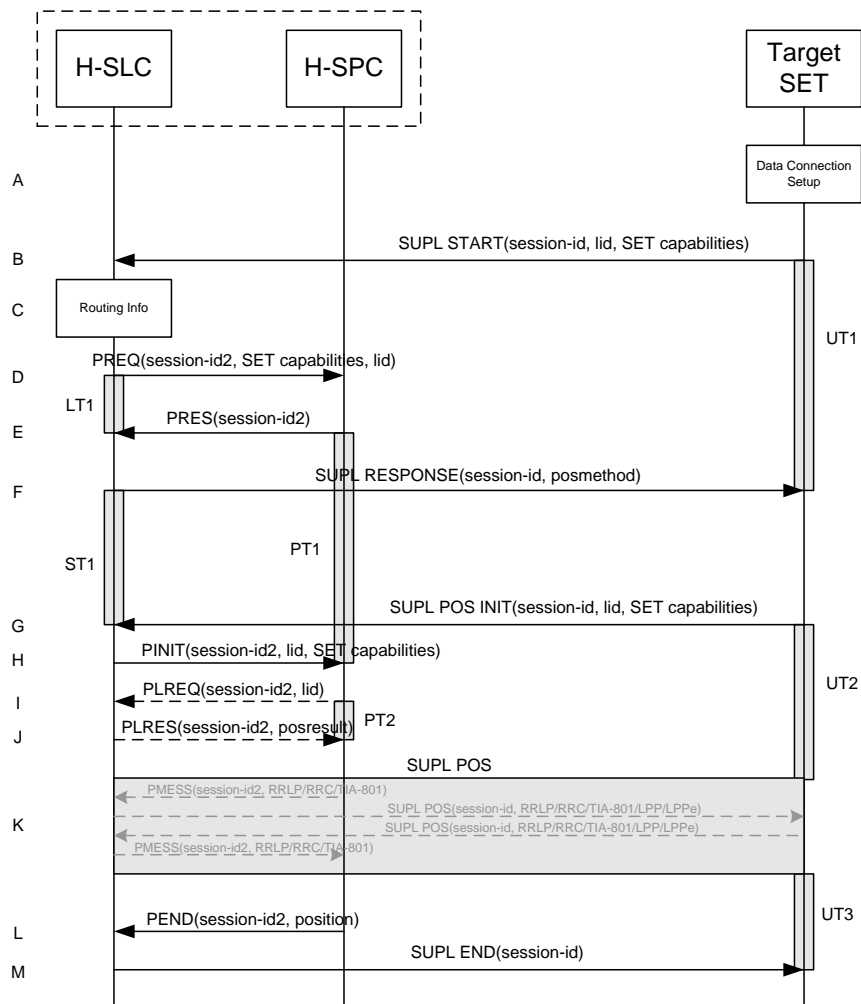 H-SLC
H-SPC
Target
SET
A
Data Connection
Setup
SUPL START(session-id, lid, SET capabilities)
B
C
Routing Info
UT1
PREQ(session-id2, SET capabilities, lid)
D
LT1
PRES(session-id2)
E
SUPL RESPONSE(session-id, posmethod)
F
PT1
ST1
SUPL POS INIT(session-id, lid, SET capabilities)
G
PINIT(session-id2, lid, SET capabilities)
H
PLREQ(session-id2, lid)
I
UT2
PLRES(session-id2, posresult)
PT2
J
SUPL POS
PMESS(session-id2, RRLP/RRC/TIA-801)
SUPL POS(session-id, RRLP/RRC/TIA-801/LPP/LPPe)
K
SUPL POS(session-id, RRLP/RRC/TIA-801/LPP/LPPe)
PMESS(session-id2, RRLP/RRC/TIA-801)
PEND(session-id2, position)
UT3
L
SUPL END(session-id)
M